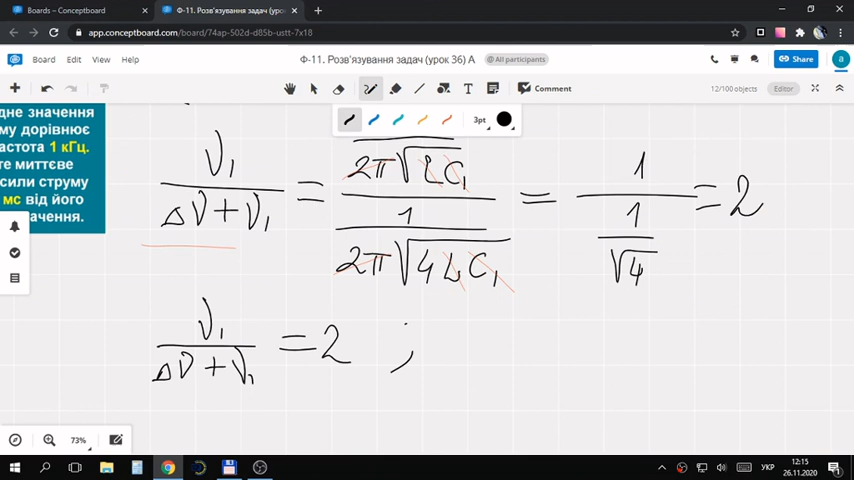 Boards – Conceptboard
Ф-11. Розв'язування задач (урок
app.conceptboard.com/board/74ap-502d-d85b-ustt-7x18
Board Edit View Help
Ф-11. Розв'язування задач (урок 36) А
All participants
Share
a
Comment
12/100 objects
Editor
3pt
дне значення
му дорівнює
астота 1 кГц.
те миттєве
сили струму
мс від його
начення.
ν₁ / (Δν + ν₁) = (1 / (2π√(LC₁))) / (1 / (2π√(4LC₁))) = 1 / (1 / √4) = 2
ν₁ / (Δν + ν₁) = 2 ;
73%
УКР
12:15
26.11.2020